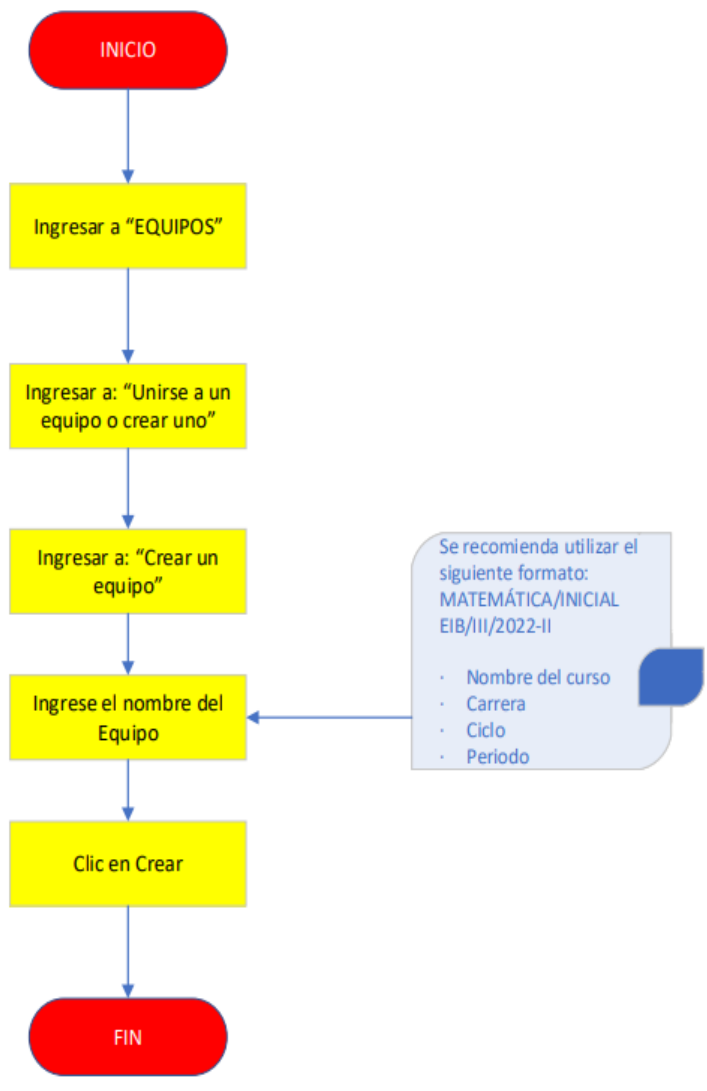 INICIO
Ingresar a “EQUIPOS”
Ingresar a: “Unirse a un
equipo o crear uno”
Ingresar a: “Crear un
equipo”
Se recomienda utilizar el
siguiente formato:
MATEMÁTICA/INICIAL
EIB/III/2022-II
· Nombre del curso
· Carrera
· Ciclo
· Periodo
Ingrese el nombre del
Equipo
Clic en Crear
FIN